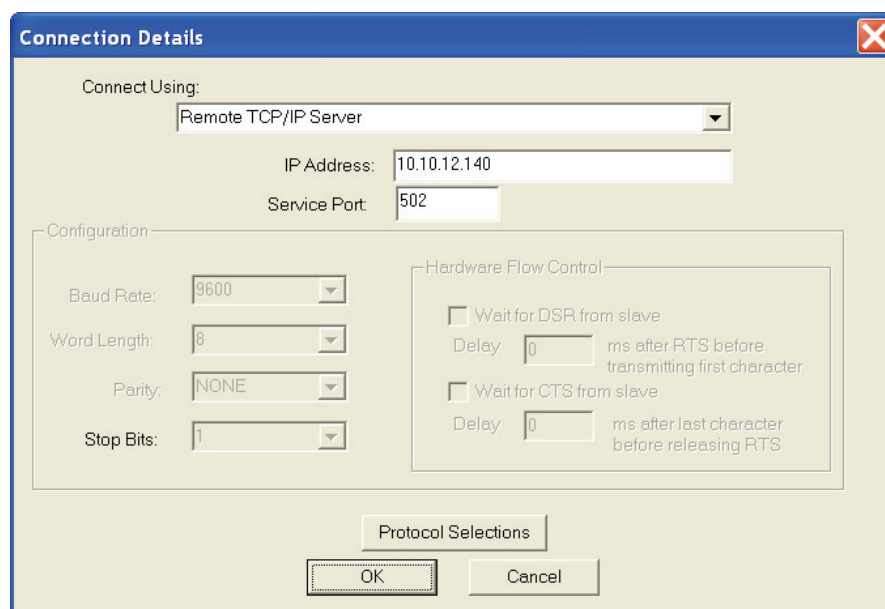 Connection Details
Connect Using:
Remote TCP/IP Server
IP Address: 10.10.12.140
Service Port: 502
Configuration
Baud Rate: 9600
Word Length: 8
Parity: NONE
Stop Bits: 1
Hardware Flow Control
Wait for DSR from slave
Delay 0 ms after RTS before
transmitting first character
Wait for CTS from slave
Delay 0 ms after last character
before releasing RTS
Protocol Selections
OK Cancel